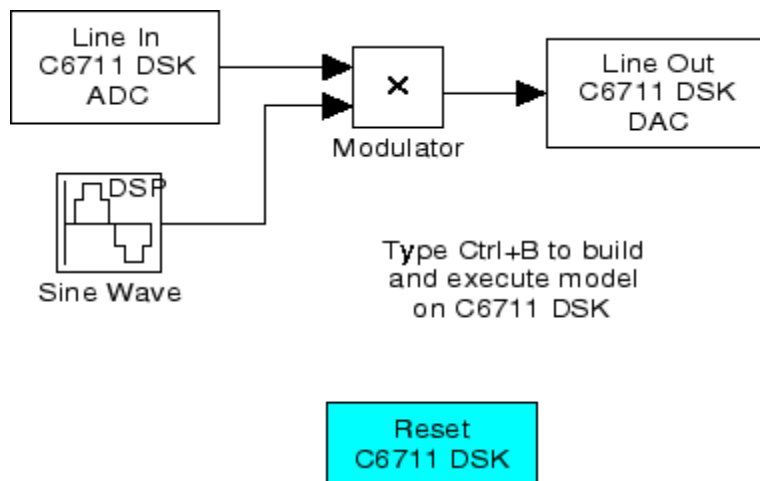 Line In
C6711 DSK
ADC
×
Modulator
Line Out
C6711 DSK
DAC
DSP
Sine Wave
Type Ctrl+B to build
and execute model
on C6711 DSK
Reset
C6711 DSK